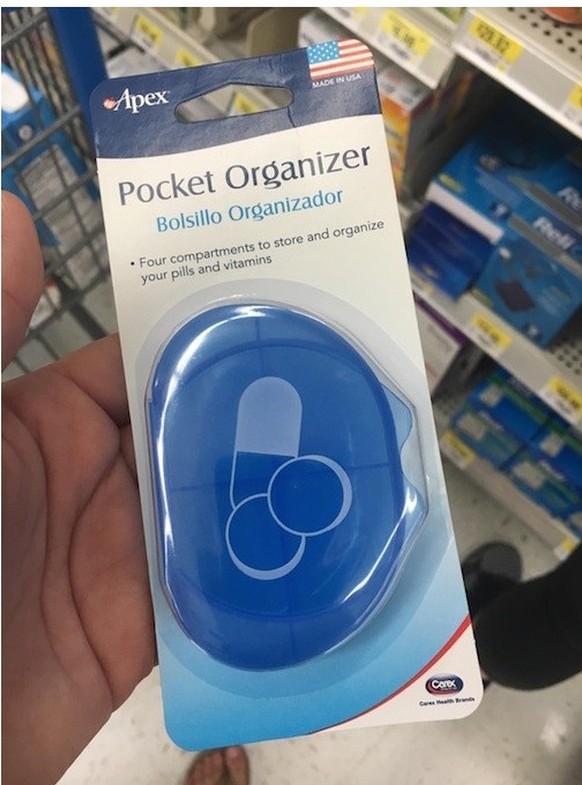 Apex
MADE IN USA
Pocket Organizer
Bolsillo Organizador
• Four compartments to store and organize
your pills and vitamins
Carex
Carex Health Brands